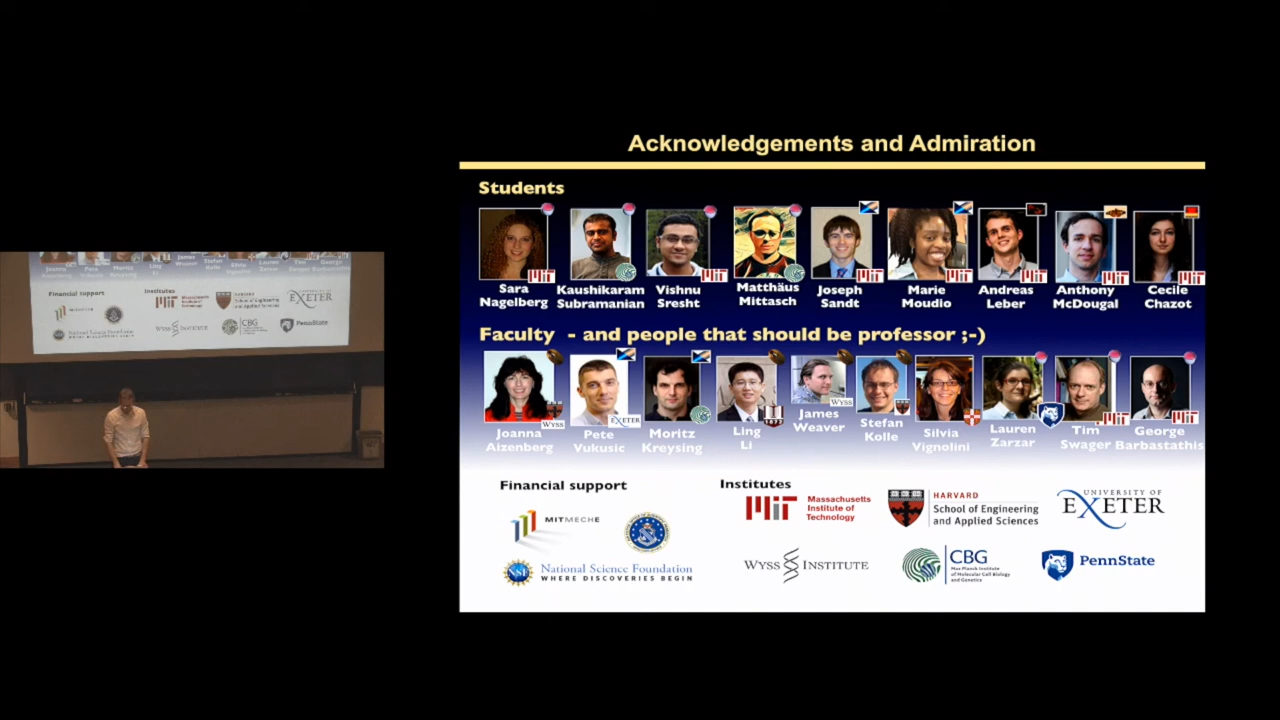 Acknowledgements and Admiration
Students
Sara Nagelberg
Kaushikaram Subramanian
Vishnu Sresht
Matthäus Mittasch
Joseph Sandt
Marie Moudio
Andreas Leber
Anthony McDougal
Cecile Chazot
Faculty - and people that should be professor ;-)
Joanna Aizenberg
Pete Vukusic
Moritz Kreysing
Ling Li
James Weaver
Stefan Kolle
Silvia Vignolini
Lauren Zarzar
Tim Swager
George Barbastathis
Financial support
Institutes
MITMECHE
NSF
National Science Foundation
WHERE DISCOVERIES BEGIN
MIT
Massachusetts
Institute of
Technology
HARVARD
School of Engineering
and Applied Sciences
UNIVERSITY OF
EXETER
WYSS INSTITUTE
CBG
Max Planck Institute
of Molecular Cell Biology
and Genetics
PennState